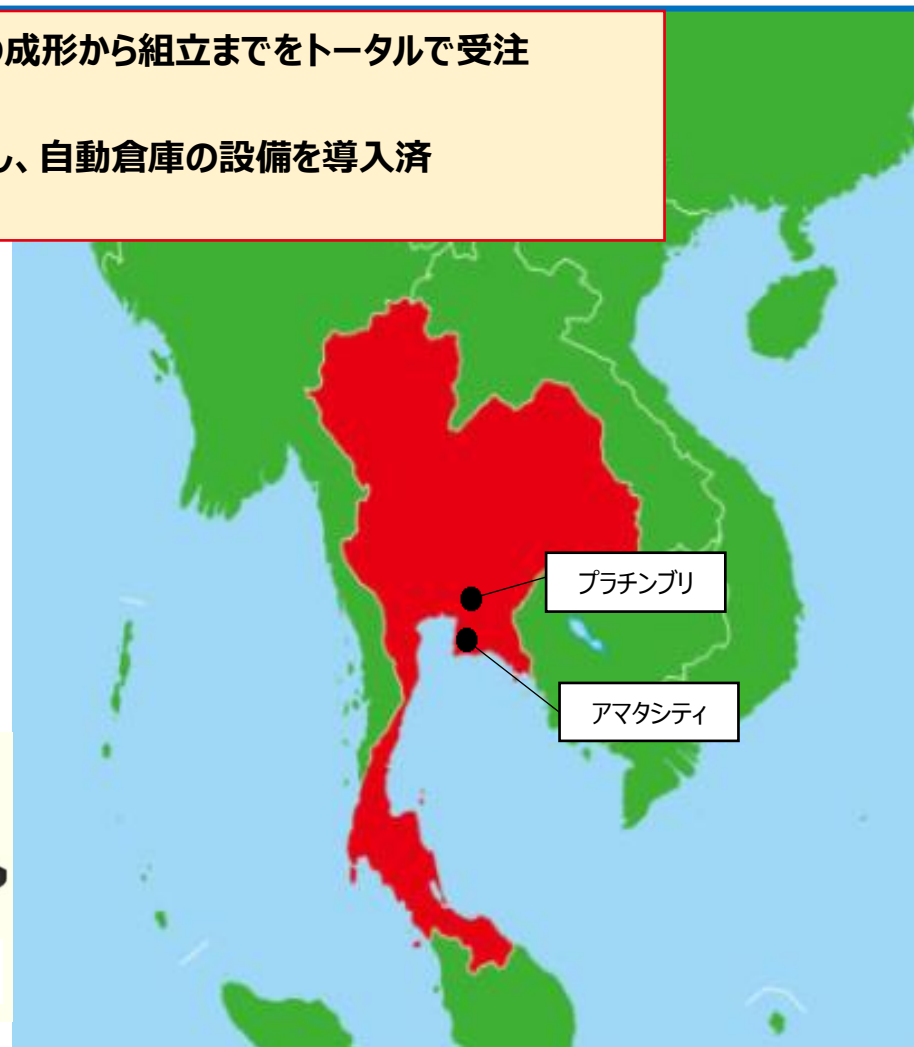 成形から組立までをトータルで受注
し、自動倉庫の設備を導入済
プラチンブリ
アマタシティ